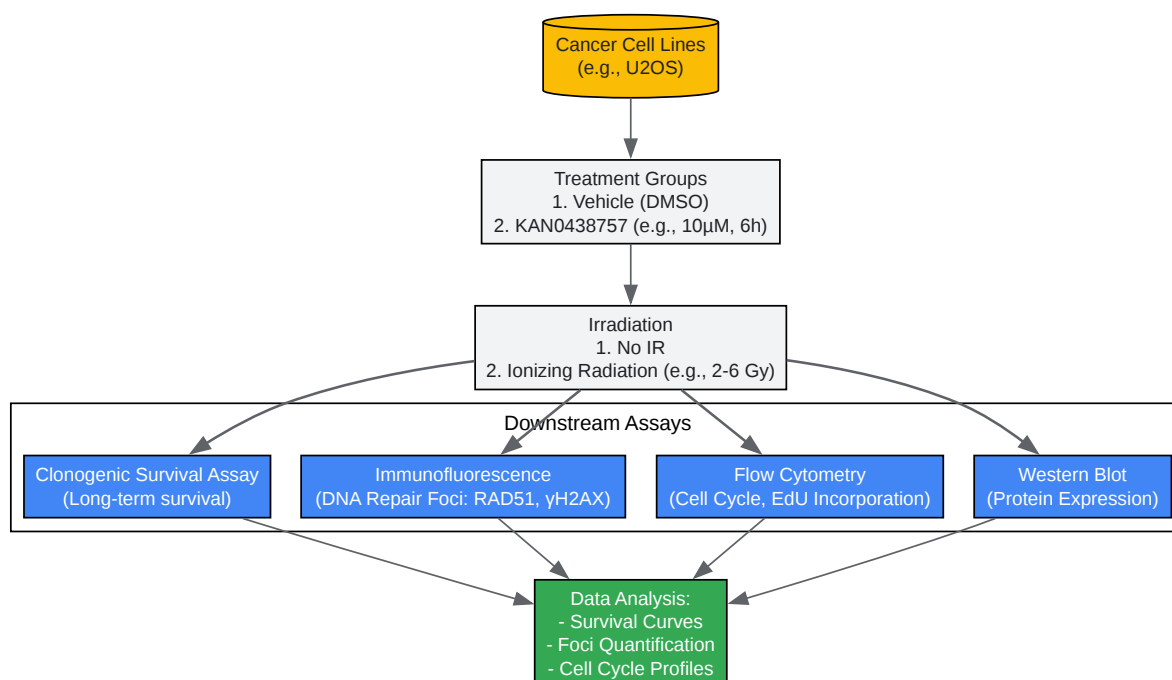 Cancer Cell Lines
(e.g., U2OS)
Treatment Groups
1. Vehicle (DMSO)
2. KAN0438757 (e.g., 10μM, 6h)
Irradiation
1. No IR
2. Ionizing Radiation (e.g., 2-6 Gy)
Downstream Assays
Clonogenic Survival Assay
(Long-term survival)
Immunofluorescence
(DNA Repair Foci: RAD51, γH2AX)
Flow Cytometry
(Cell Cycle, EdU Incorporation)
Western Blot
(Protein Expression)
Data Analysis:
- Survival Curves
- Foci Quantification
- Cell Cycle Profiles